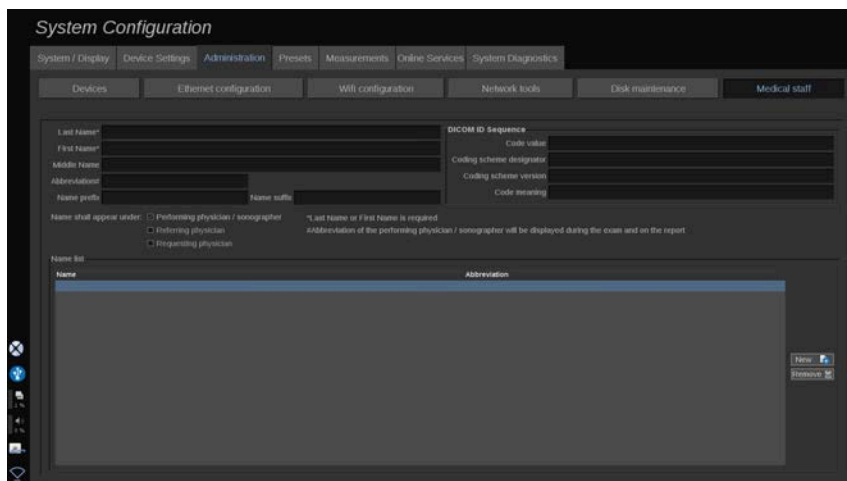 System Configuration
System / Display Device Settings Administration Presets Measurements Online Services System Diagnostics
Devices Ethernet configuration Wifi configuration Network tools Disk maintenance Medical staff
Last Name*
First Name*
Middle Name
Abbreviation#
Name prefix Name suffix
DICOM ID Sequence
Code value
Coding scheme designator
Coding scheme version
Code meaning
Name shall appear under: Performing physician / sonographer
Referring physician
Requesting physician
*Last Name or First Name is required
#Abbreviation of the performing physician / sonographer will be displayed during the exam and on the report
Name list
Name Abbreviation
New
Remove